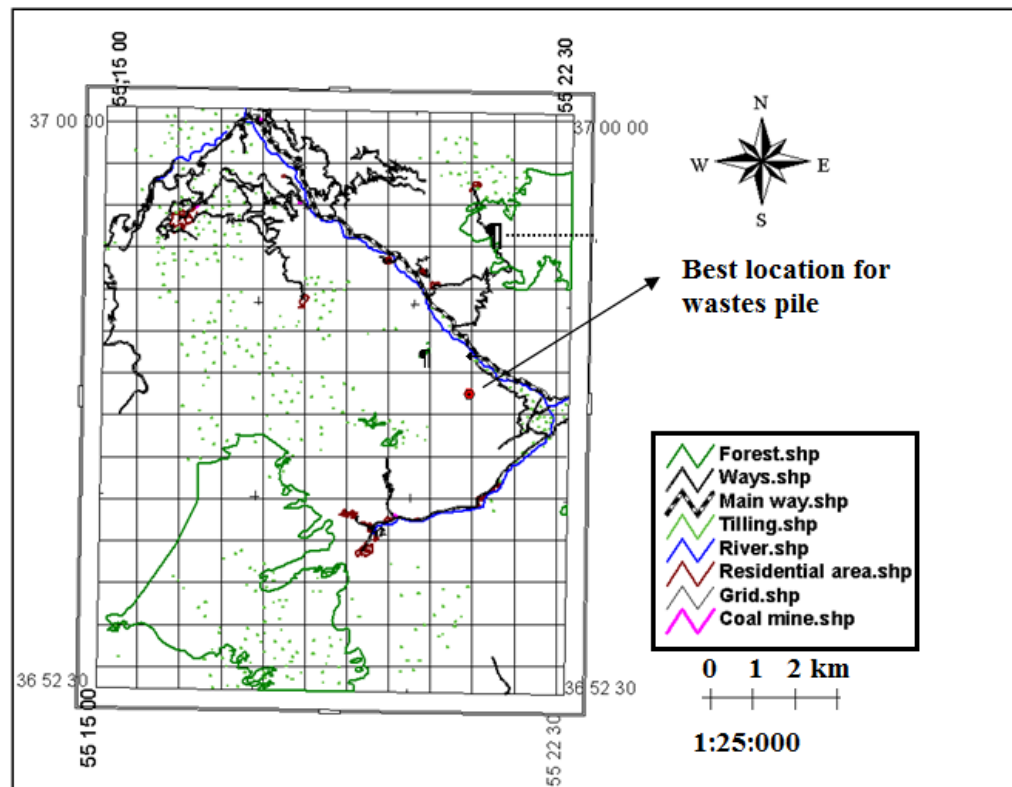 55 15 00
55 22 30
37 00 00
37 00 00
N
W
E
S
Best location for
wastes pile
Forest.shp
Ways.shp
Main way.shp
Tilling.shp
River.shp
Residential area.shp
Grid.shp
Coal mine.shp
0 1 2 km
1:25:000
36 52 30
36 52 30
55 15 00
55 22 30